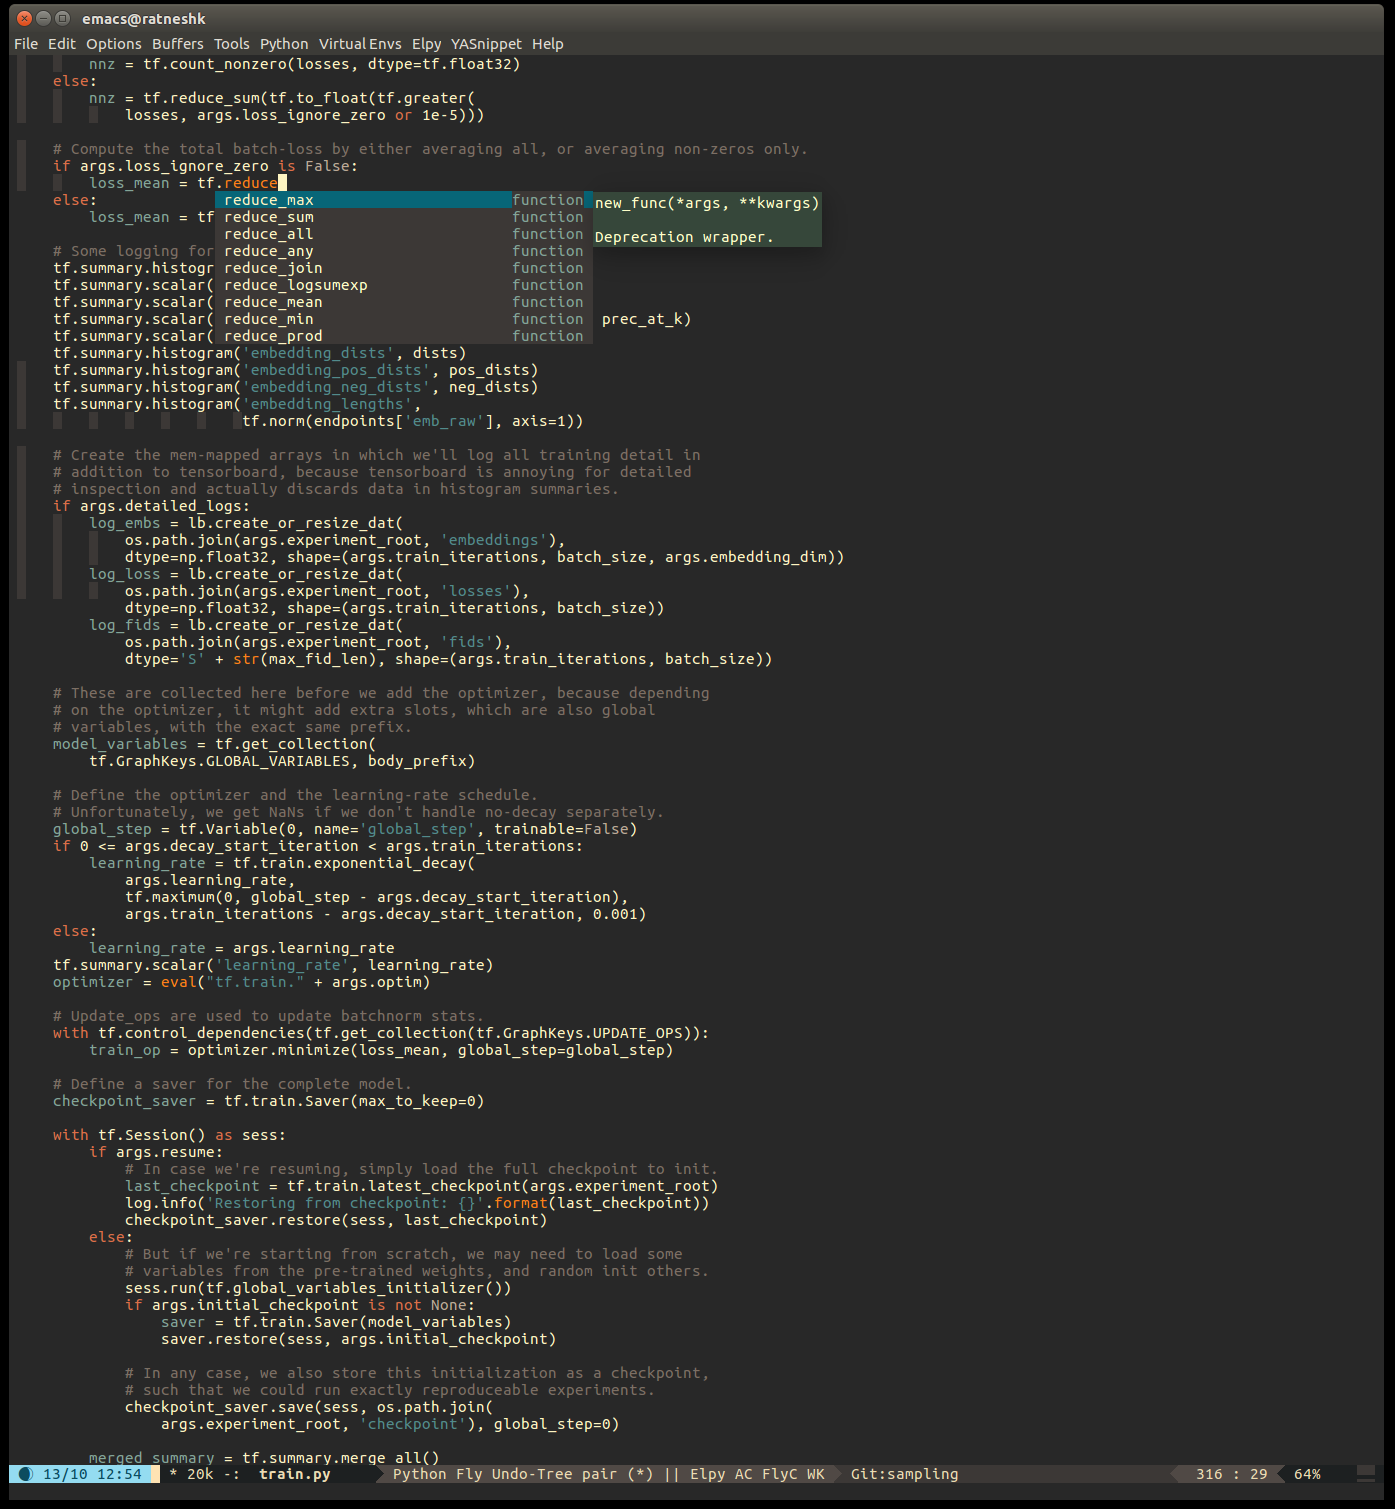 emacs@ratneshk
File Edit Options Buffers Tools Python Virtual Envs Elpy YASnippet Help
nnz = tf.count_nonzero(losses, dtype=tf.float32)
else:
nnz = tf.reduce_sum(tf.to_float(tf.greater(
losses, args.loss_ignore_zero or 1e-5)))
# Compute the total batch-loss by either averaging all, or averaging non-zeros only.
if args.loss_ignore_zero is False:
loss_mean = tf.reduce
else: reduce_max function new_func(*args, **kwargs)
loss_mean = tf reduce_sum function
reduce_all function Deprecation wrapper.
# Some logging for reduce_any function
tf.summary.histogr reduce_join function
tf.summary.scalar( reduce_logsumexp function
tf.summary.scalar( reduce_mean function
tf.summary.scalar( reduce_min function prec_at_k)
tf.summary.scalar( reduce_prod function
tf.summary.histogram('embedding_dists', dists)
tf.summary.histogram('embedding_pos_dists', pos_dists)
tf.summary.histogram('embedding_neg_dists', neg_dists)
tf.summary.histogram('embedding_lengths',
tf.norm(endpoints['emb_raw'], axis=1))
# Create the mem-mapped arrays in which we'll log all training detail in
# addition to tensorboard, because tensorboard is annoying for detailed
# inspection and actually discards data in histogram summaries.
if args.detailed_logs:
log_embs = lb.create_or_resize_dat(
os.path.join(args.experiment_root, 'embeddings'),
dtype=np.float32, shape=(args.train_iterations, batch_size, args.embedding_dim))
log_loss = lb.create_or_resize_dat(
os.path.join(args.experiment_root, 'losses'),
dtype=np.float32, shape=(args.train_iterations, batch_size))
log_fids = lb.create_or_resize_dat(
os.path.join(args.experiment_root, 'fids'),
dtype='S' + str(max_fid_len), shape=(args.train_iterations, batch_size))
# These are collected here before we add the optimizer, because depending
# on the optimizer, it might add extra slots, which are also global
# variables, with the exact same prefix.
model_variables = tf.get_collection(
tf.GraphKeys.GLOBAL_VARIABLES, body_prefix)
# Define the optimizer and the learning-rate schedule.
# Unfortunately, we get NaNs if we don't handle no-decay separately.
global_step = tf.Variable(0, name='global_step', trainable=False)
if 0 <= args.decay_start_iteration < args.train_iterations:
learning_rate = tf.train.exponential_decay(
args.learning_rate,
tf.maximum(0, global_step - args.decay_start_iteration),
args.train_iterations - args.decay_start_iteration, 0.001)
else:
learning_rate = args.learning_rate
tf.summary.scalar('learning_rate', learning_rate)
optimizer = eval("tf.train." + args.optim)
# Update_ops are used to update batchnorm stats.
with tf.control_dependencies(tf.get_collection(tf.GraphKeys.UPDATE_OPS)):
train_op = optimizer.minimize(loss_mean, global_step=global_step)
# Define a saver for the complete model.
checkpoint_saver = tf.train.Saver(max_to_keep=0)
with tf.Session() as sess:
if args.resume:
# In case we're resuming, simply load the full checkpoint to init.
last_checkpoint = tf.train.latest_checkpoint(args.experiment_root)
log.info('Restoring from checkpoint: {}'.format(last_checkpoint))
checkpoint_saver.restore(sess, last_checkpoint)
else:
# But if we're starting from scratch, we may need to load some
# variables from the pre-trained weights, and random init others.
sess.run(tf.global_variables_initializer())
if args.initial_checkpoint is not None:
saver = tf.train.Saver(model_variables)
saver.restore(sess, args.initial_checkpoint)
# In any case, we also store this initialization as a checkpoint,
# such that we could run exactly reproduceable experiments.
checkpoint_saver.save(sess, os.path.join(
args.experiment_root, 'checkpoint'), global_step=0)
merged_summary = tf.summary.merge_all()
13/10 12:54 * 20k -: train.py Python Fly Undo-Tree pair (*) || Elpy AC FlyC WK Git:sampling 316 : 29 64%